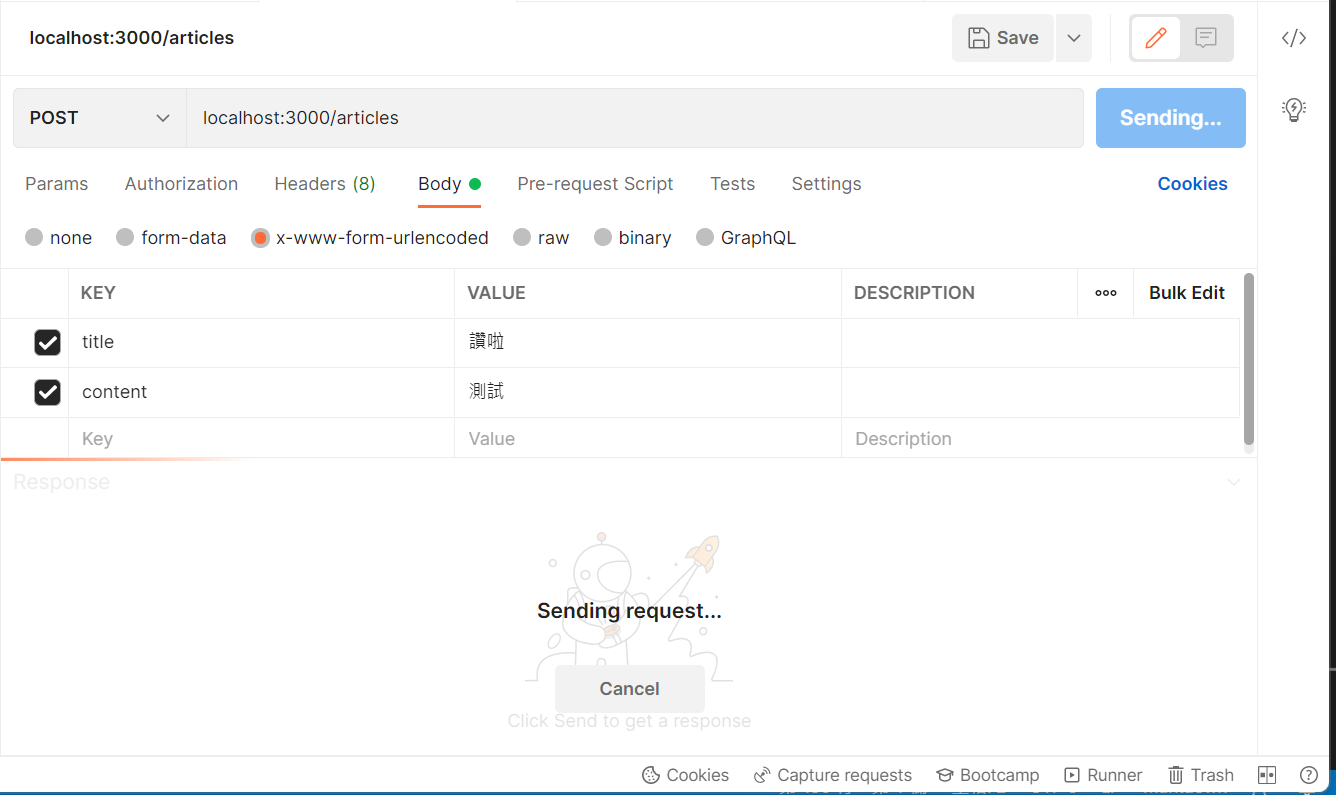 localhost:3000/articles
Save
POST localhost:3000/articles Sending...
Params Authorization Headers (8) Body Pre-request Script Tests Settings Cookies
none form-data x-www-form-urlencoded raw binary GraphQL
KEY VALUE DESCRIPTION Bulk Edit
title 讚啦
content 測試
Key Value Description
Response
Sending request...
Cancel
Click Send to get a response
Cookies Capture requests Bootcamp Runner Trash